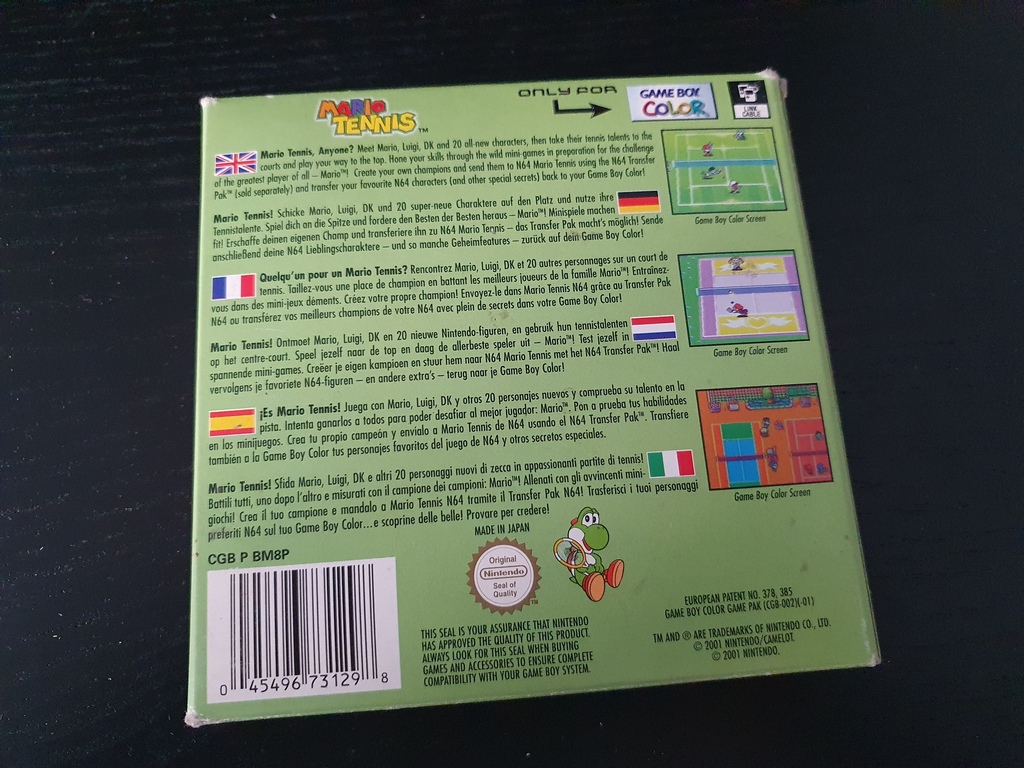 MARIO TENNIS™
ONLY FOR
GAME BOY COLOR
LINK CABLE
Mario Tennis, Anyone? Meet Mario, Luigi, DK and 20 all-new characters, then take their tennis talents to the
courts and play your way to the top. Hone your skills through the wild mini-games in preparation for the challenge
of the greatest player of all – Mario™! Create your own champions and send them to N64 Mario Tennis using the N64 Transfer
Pak™ (sold separately) and transfer your favourite N64 characters (and other special secrets) back to your Game Boy Color!
Game Boy Color Screen
Mario Tennis! Schicke Mario, Luigi, DK und 20 super-neue Charaktere auf den Platz und nutze ihre
Tennistalente. Spiel dich an die Spitze und fordere den Besten der Besten heraus – Mario™! Minispiele machen
fit! Erschaffe deinen eigenen Champ und transferiere ihn zu N64 Mario Tennis – das Transfer Pak macht's möglich! Sende
anschließend deine N64 Lieblingscharaktere – und so manche Geheimfeatures – zurück auf dein Game Boy Color!
Quelqu'un pour un Mario Tennis? Rencontrez Mario, Luigi, DK et 20 autres personnages sur un court de
tennis. Taillez-vous une place de champion en battant les meilleurs joueurs de la famille Mario™! Entraînez-
vous dans des mini-jeux déments. Créez votre propre champion! Envoyez-le dans Mario Tennis N64 grâce au Transfer Pak
N64 ou transférez vos meilleurs champions de votre N64 avec plein de secrets dans votre Game Boy Color!
Game Boy Color Screen
Mario Tennis! Ontmoet Mario, Luigi, DK en 20 nieuwe Nintendo-figuren, en gebruik hun tennistalenten
op het centre-court. Speel jezelf naar de top en daag de allerbeste speler uit – Mario™! Test jezelf in
spannende mini-games. Creëer je eigen kampioen en stuur hem naar N64 Mario Tennis met het N64 Transfer Pak™! Haal
vervolgens je favoriete N64-figuren – en andere extra's – terug naar je Game Boy Color!
¡Es Mario Tennis! Juega con Mario, Luigi, DK y otros 20 personajes nuevos y comprueba su talento en la
pista. Intenta ganarlos a todos para poder desafiar al mejor jugador: Mario™. Pon a prueba tus habilidades
en los minijuegos. Crea tu propio campeón y envíalo a Mario Tennis de N64 usando el N64 Transfer Pak™. Transfiere
también a la Game Boy Color tus personajes favoritos del juego de N64 y otros secretos especiales.
Game Boy Color Screen
Mario Tennis! Sfida Mario, Luigi, DK e altri 20 personaggi nuovi di zecca in appassionanti partite di tennis!
Battili tutti, uno dopo l'altro e misurati con il campione dei campioni: Mario™! Allenati con gli avvincenti mini-
giochi! Crea il tuo campione e mandalo a Mario Tennis N64 tramite il Transfer Pak N64! Trasferisci i tuoi personaggi
preferiti N64 sul tuo Game Boy Color...e scoprine delle belle! Provare per credere!
CGB P BM8P
MADE IN JAPAN
Original
Nintendo
Seal of
Quality
TM
0 45496 73129 8
THIS SEAL IS YOUR ASSURANCE THAT NINTENDO
HAS APPROVED THE QUALITY OF THIS PRODUCT.
ALWAYS LOOK FOR THIS SEAL WHEN BUYING
GAMES AND ACCESSORIES TO ENSURE COMPLETE
COMPATIBILITY WITH YOUR GAME BOY SYSTEM.
EUROPEAN PATENT NO. 378, 385
GAME BOY COLOR GAME PAK (CGB-002)(-01)
TM AND ® ARE TRADEMARKS OF NINTENDO CO., LTD.
© 2001 NINTENDO/CAMELOT.
© 2001 NINTENDO.